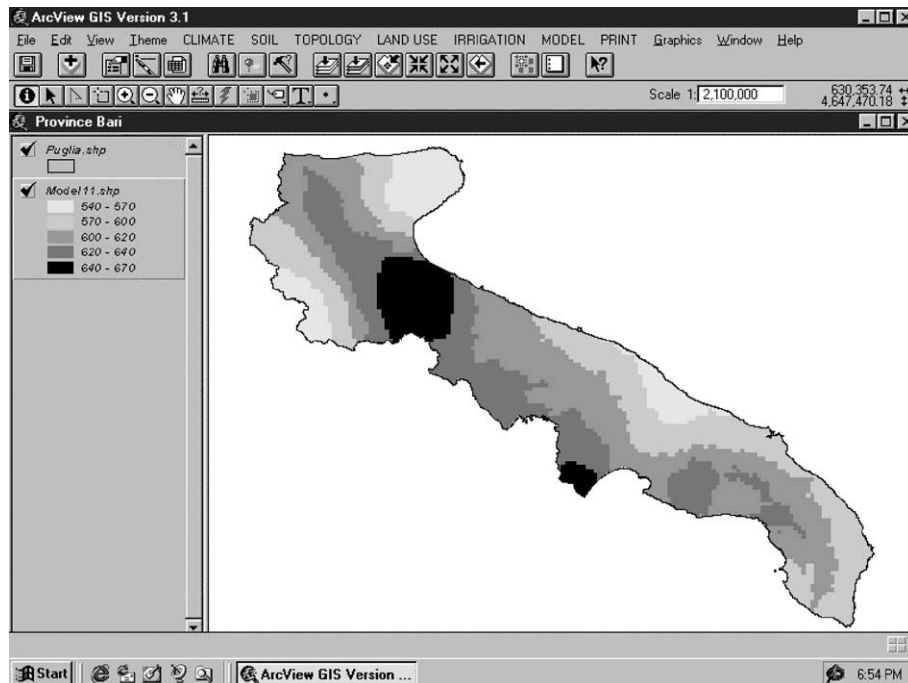 ArcView GIS Version 3.1
File Edit View Theme CLIMATE SOIL TOPOLOGY LAND USE IRRIGATION MODEL PRINT Graphics Window Help
Scale 1: 2,100,000
630,353.74
4,647,470.18
Province Bari
Puglia.shp
Model11.shp
540 - 570
570 - 600
600 - 620
620 - 640
640 - 670
Start
ArcView GIS Version ...
6:54 PM